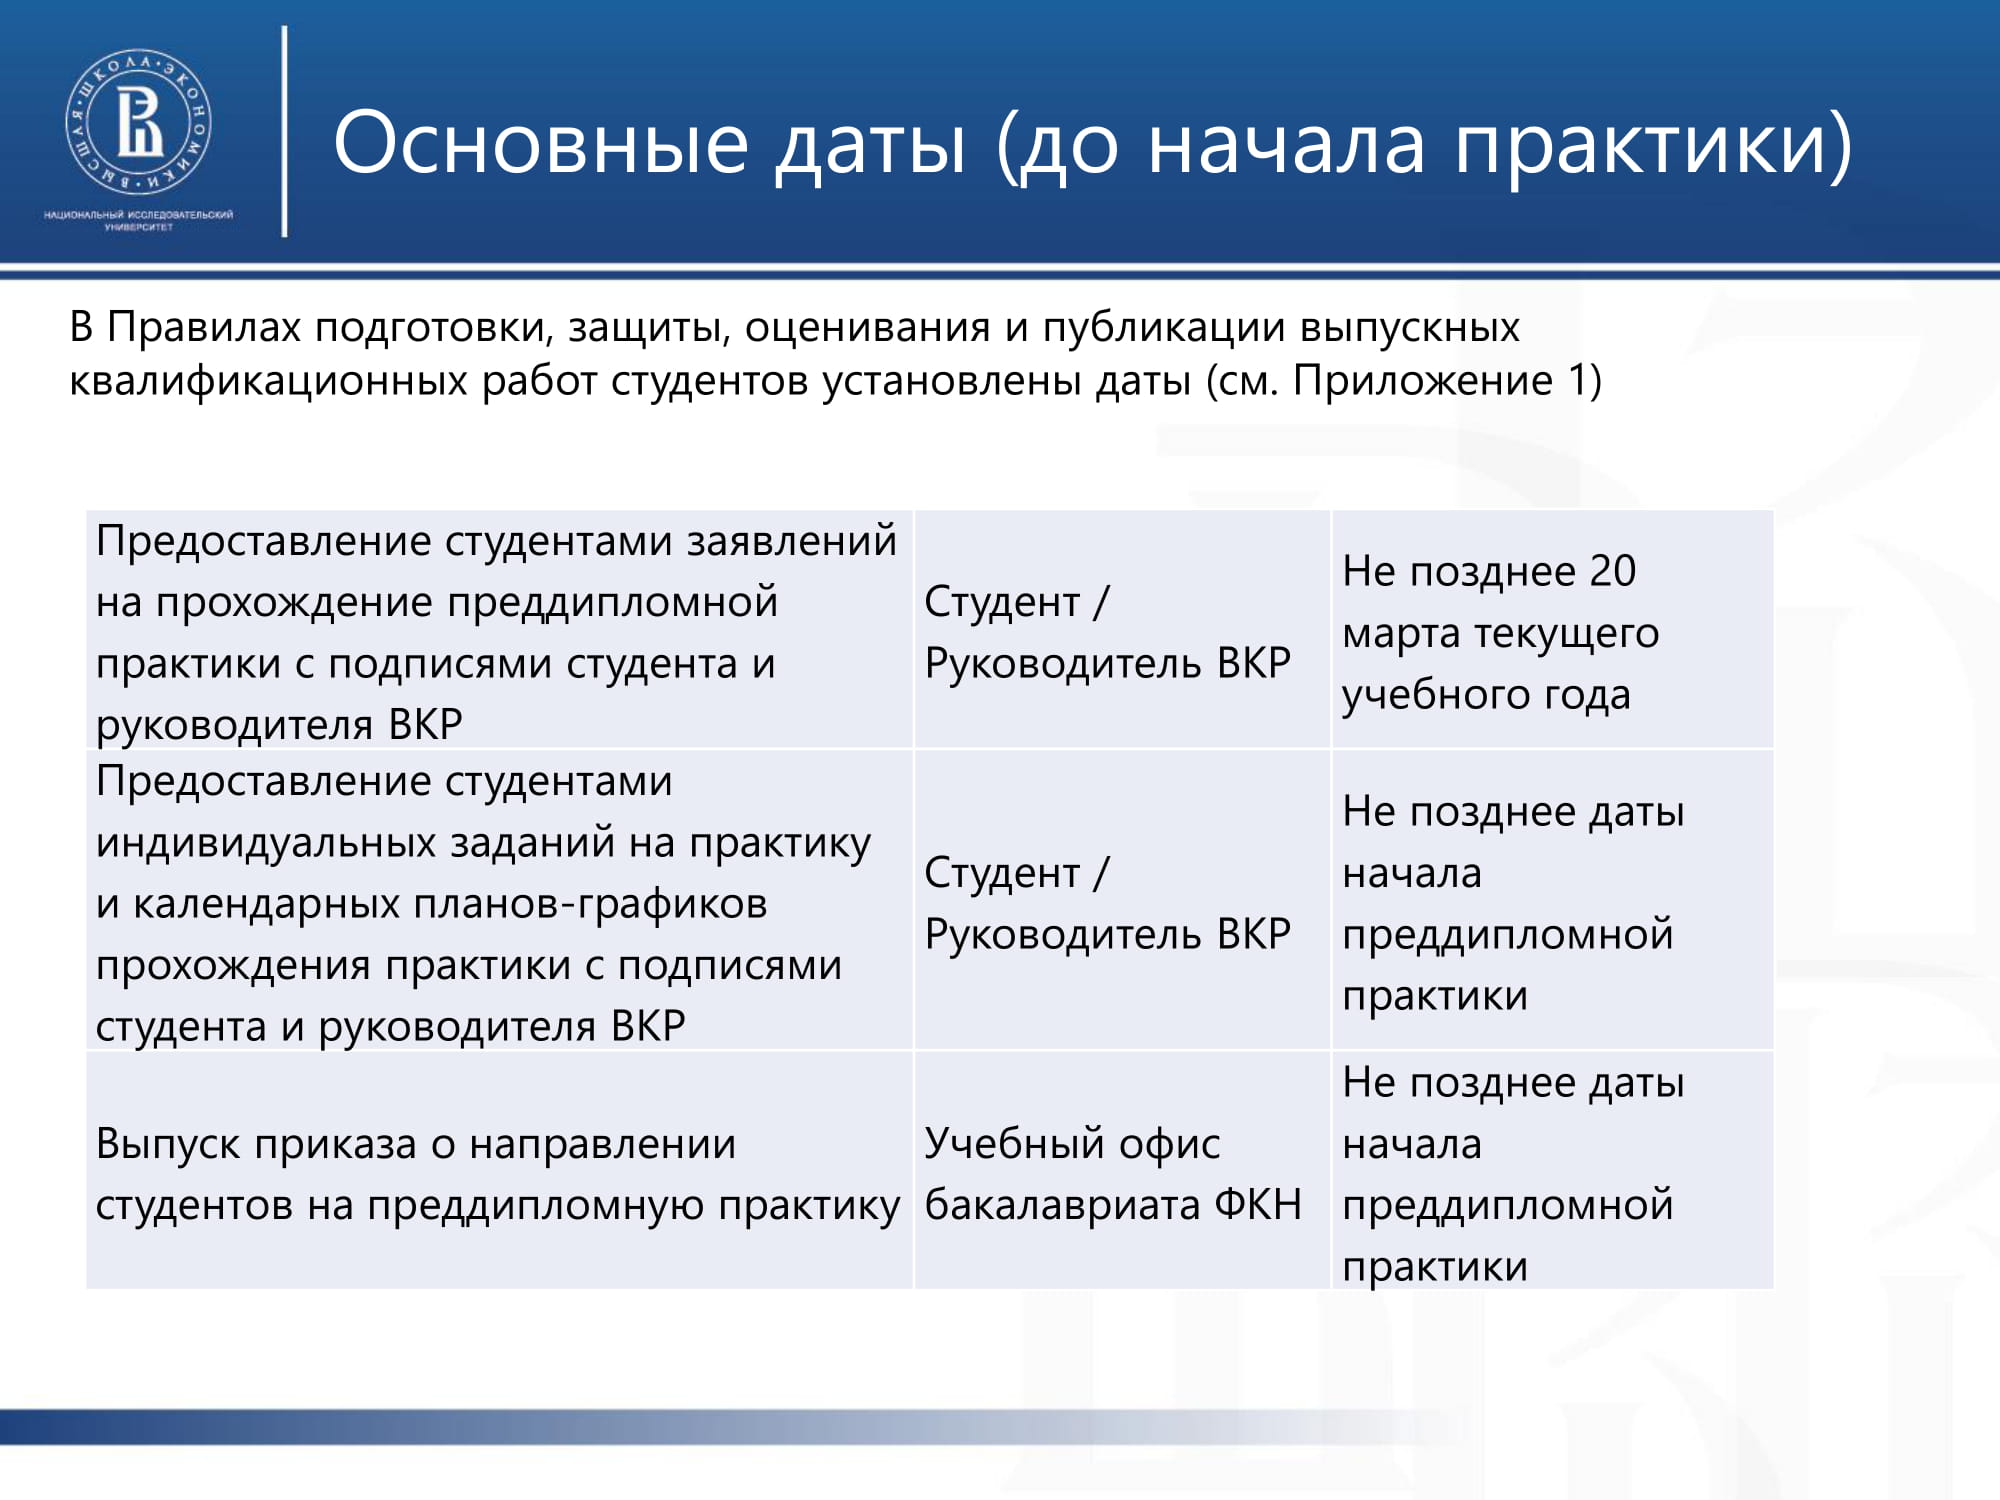 ВЫСШАЯ · ШКОЛА · ЭКОНОМИКИ ·
НАЦИОНАЛЬНЫЙ ИССЛЕДОВАТЕЛЬСКИЙ
УНИВЕРСИТЕТ
Основные даты (до начала практики)
В Правилах подготовки, защиты, оценивания и публикации выпускных
квалификационных работ студентов установлены даты (см. Приложение 1)
Предоставление студентами заявлений
на прохождение преддипломной
практики с подписями студента и
руководителя ВКР
Студент /
Руководитель ВКР
Не позднее 20
марта текущего
учебного года
Предоставление студентами
индивидуальных заданий на практику
и календарных планов-графиков
прохождения практики с подписями
студента и руководителя ВКР
Студент /
Руководитель ВКР
Не позднее даты
начала
преддипломной
практики
Выпуск приказа о направлении
студентов на преддипломную практику
Учебный офис
бакалавриата ФКН
Не позднее даты
начала
преддипломной
практики